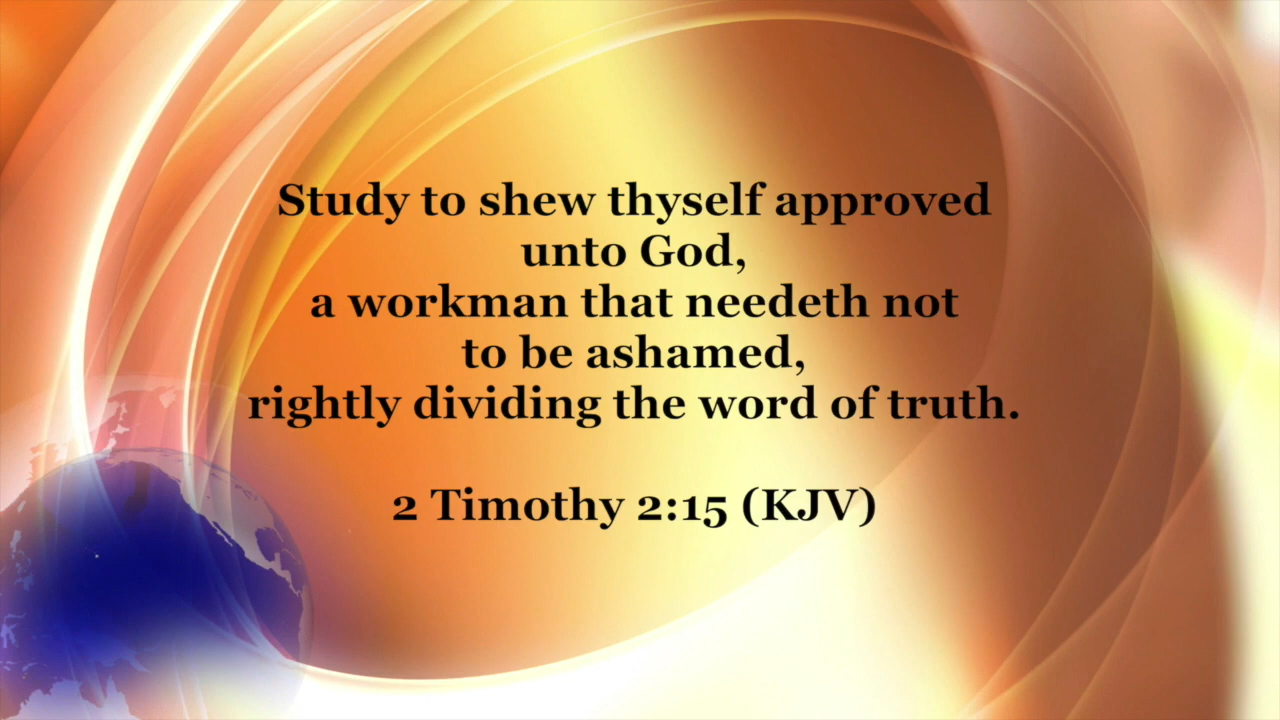 Study to shew thyself approved
unto God,
a workman that needeth not
to be ashamed,
rightly dividing the word of truth.
2 Timothy 2:15 (KJV)